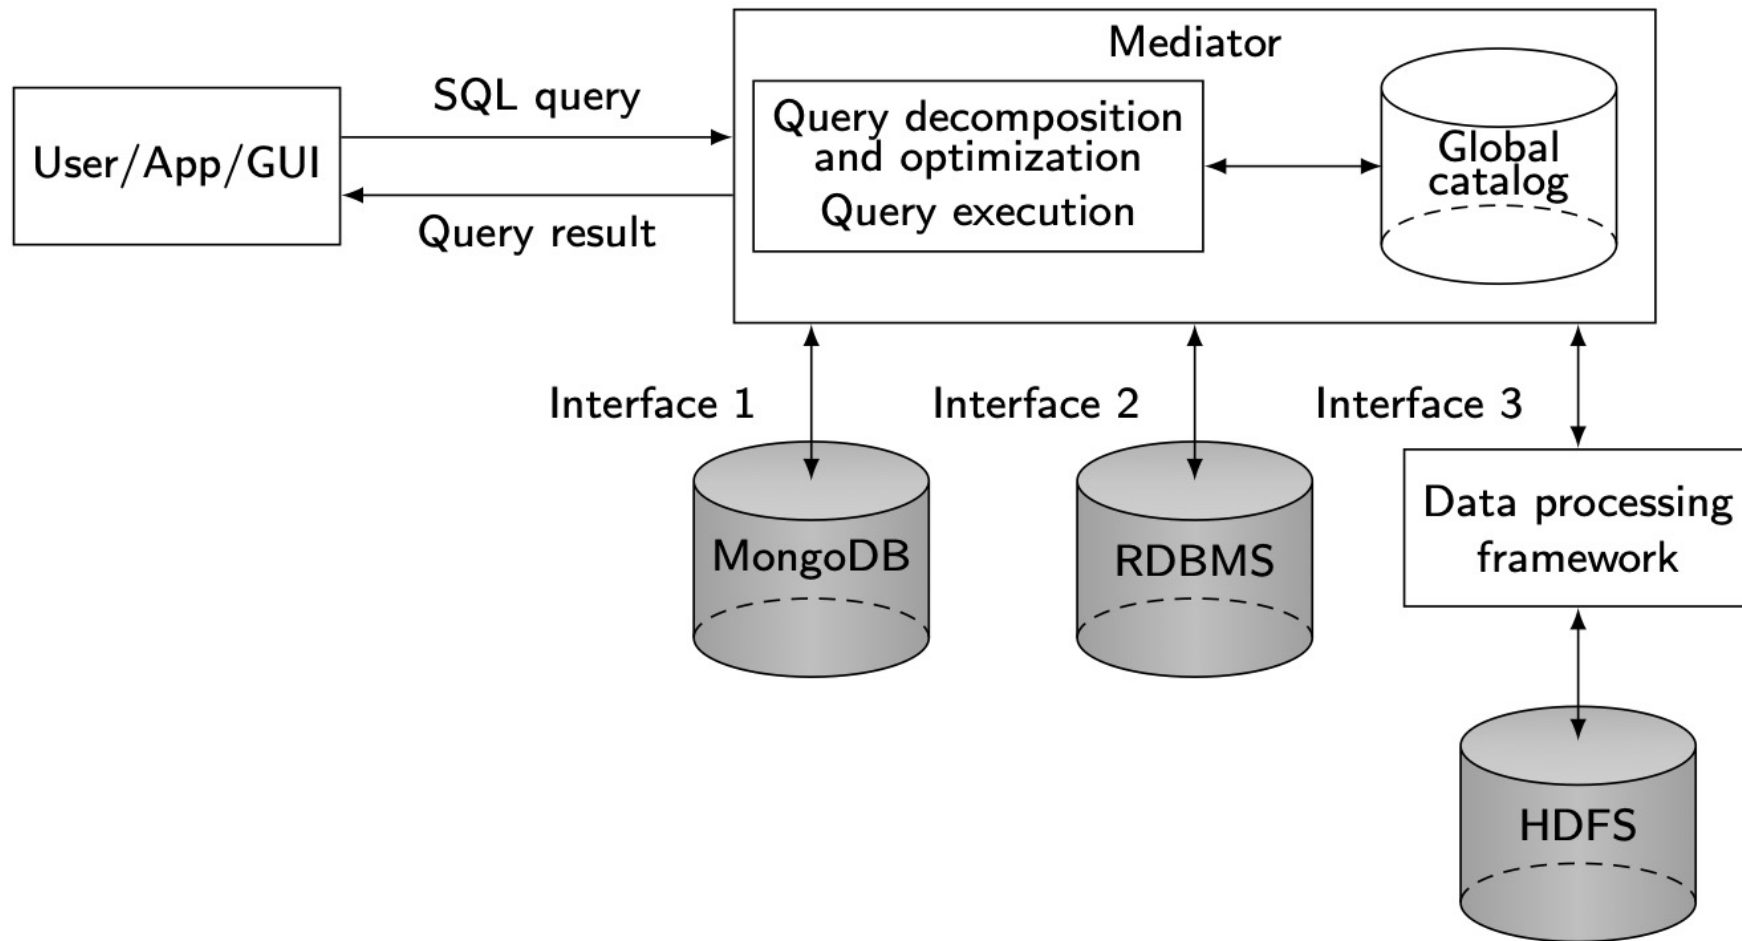 Mediator
SQL query
User/App/GUI
Query result
Query decomposition
and optimization
Query execution
Global
catalog
Interface 1
Interface 2
Interface 3
MongoDB
RDBMS
Data processing
framework
HDFS